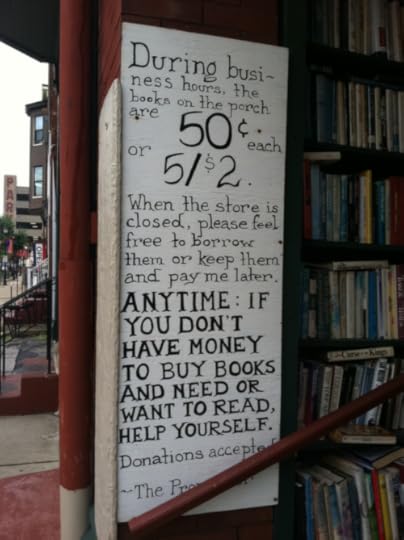 During busi-
ness hours, the
books on the porch
are 50¢ each
or 5/$2.
When the store is
closed, please feel
free to borrow
them or keep them
and pay me later.
ANYTIME: IF
YOU DON'T
HAVE MONEY
TO BUY BOOKS
AND NEED OR
WANT TO READ,
HELP YOURSELF.
Donations accepted
~The
PARK